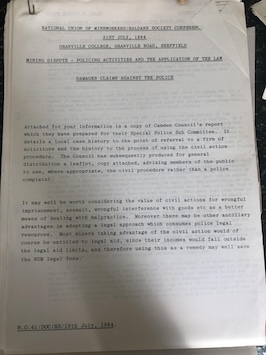 NATIONAL UNION OF MINEWORKERS/HALDANE SOCIETY CONFERENCE
21ST JULY, 1984
GRANVILLE COLLEGE, GRANVILLE ROAD, SHEFFIELD
MINING DISPUTE - POLICING ACTIVITIES AND THE APPLICATION OF THE LAW
DAMAGES CLAIMS AGAINST THE POLICE
Attached for your information is a copy of Camden Council's report
which they have prepared for their Special Police Sub Committee. It
details a local case history to the point of referral to a firm of
solicitors and the history to the process of using the civil action
procedure. The Council has subsequently produced for general
distribution a leaflet, copy attached, advising members of the public
to use, where appropriate, the civil procedure rather than a police
complaint.
It may well be worth considering the value of civil actions for wrongful
imprisonment, assault, wrongful interference with goods etc as a better
means of dealing with malpractice. Moreover there may be other ancillary
advantages in adopting a legal approach which consumes police legal
resources. Most miners taking advantage of the civil action would of
course be entitled to legal aid, since their incomes would fall outside
the legal aid limits, and therefore using this as a remedy may well save
the NUM legal fees.
19th July, 1984.